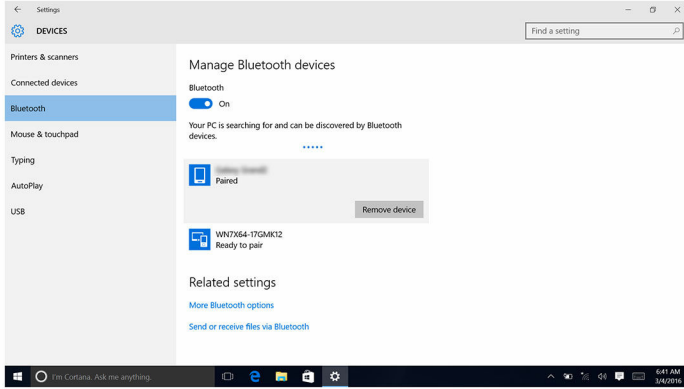 Settings
DEVICES
Find a setting
Printers & scanners
Connected devices
Bluetooth
Mouse & touchpad
Typing
AutoPlay
USB
Manage Bluetooth devices
Bluetooth
On
Your PC is searching for and can be discovered by Bluetooth
devices.
Paired
Remove device
WN7X64-17GMK12
Ready to pair
Related settings
More Bluetooth options
Send or receive files via Bluetooth
I'm Cortana. Ask me anything.
6:41 AM
3/4/2016